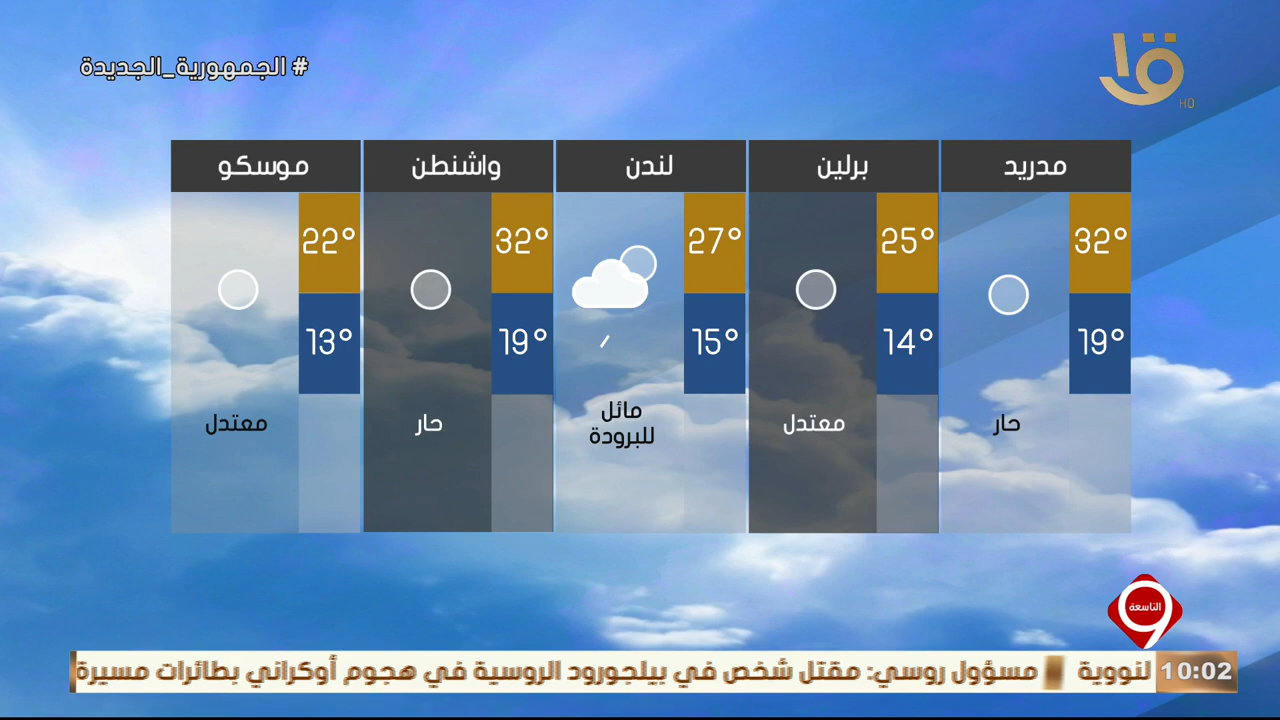 # الجمهورية_الجديدة
HD
مدريد
32°
19°
حار
برلين
25°
14°
معتدل
لندن
27°
15°
مائل
للبرودة
واشنطن
32°
19°
حار
موسكو
22°
13°
معتدل
التاسعة
9
10:02
لنووية
مسؤول روسي: مقتل شخص في بيلجورود الروسية في هجوم أوكراني بطائرات مسيرة